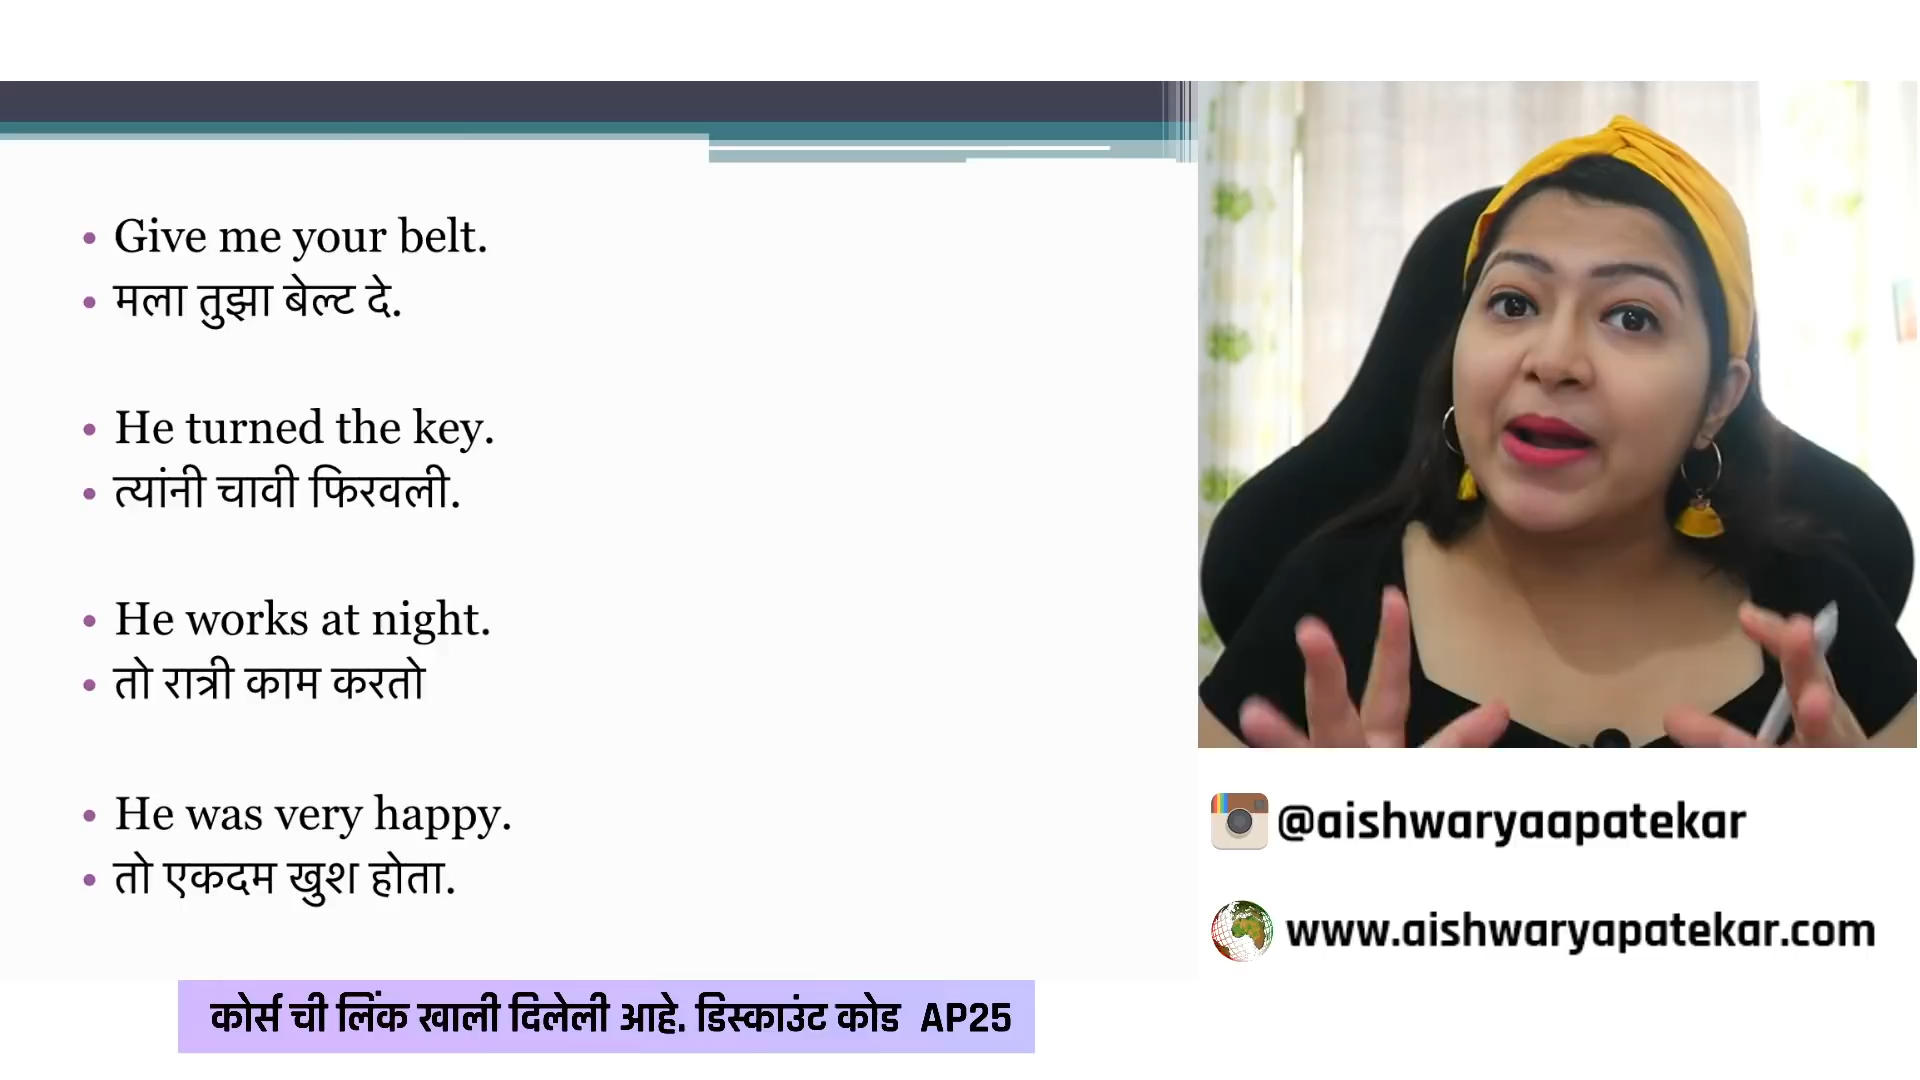 Give me your belt.
मला तुझा बेल्ट दे.
He turned the key.
त्यांनी चावी फिरवली.
He works at night.
तो रात्री काम करतो
He was very happy.
तो एकदम खुश होता.
@aishwaryaapatekar
www.aishwaryapatekar.com
कोर्स ची लिंक खाली दिलेली आहे. डिस्काउंट कोड AP25